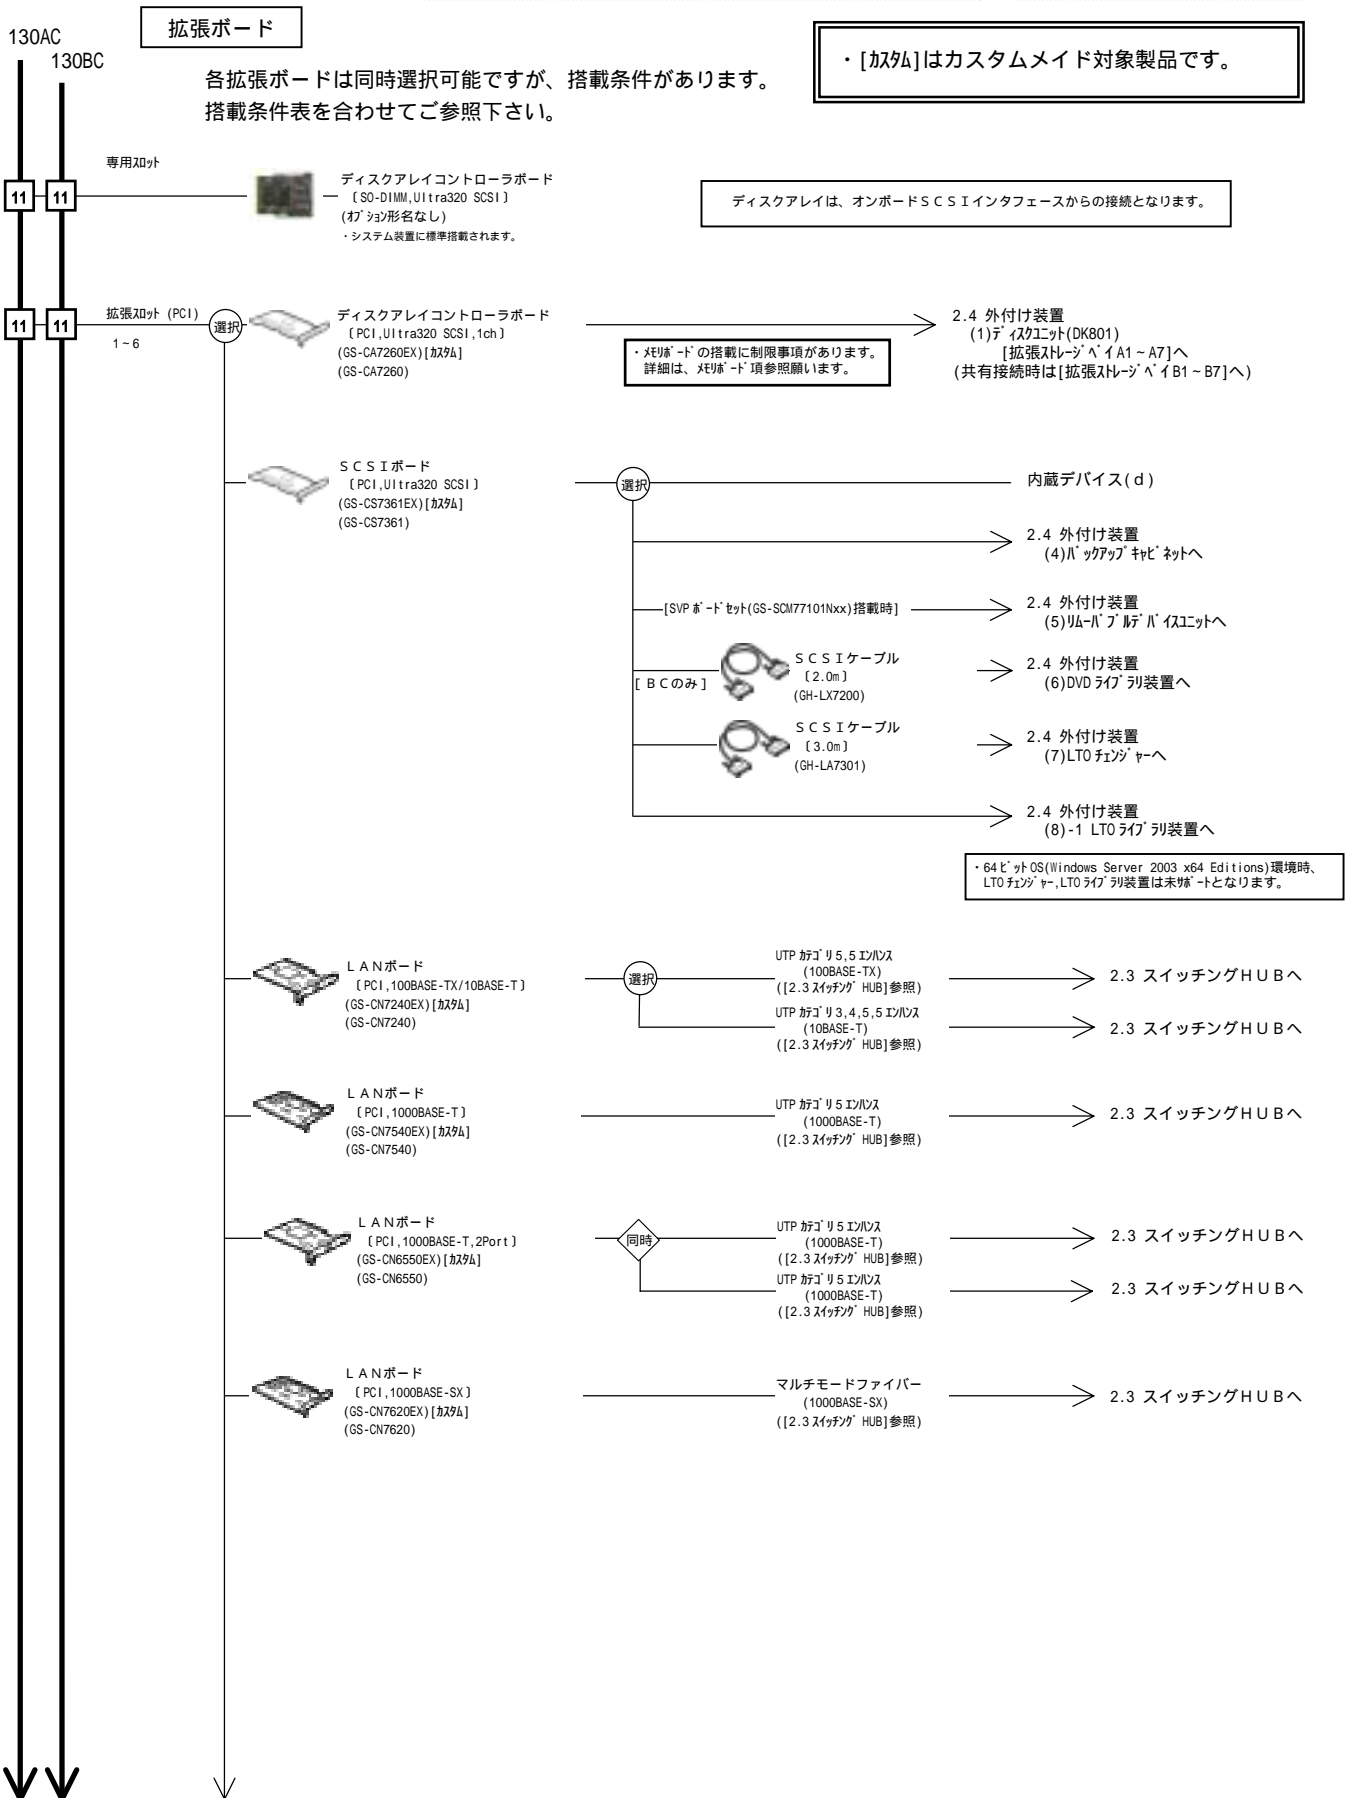 拡張ボード
130AC
130BC
・[ｶｽﾀﾑ]はカスタムメイド対象製品です。
各拡張ボードは同時選択可能ですが、搭載条件があります。
搭載条件表を合わせてご参照下さい。
専用ｽﾛｯﾄ
11
11
ディスクアレイコントローラボード
〔SO-DIMM,Ultra320 SCSI〕
(ｵﾌﾟｼｮﾝ形名なし)
・システム装置に標準搭載されます。
ディスクアレイは、オンボードＳＣＳＩインタフェースからの接続となります。
11
11
拡張ｽﾛｯﾄ (PCI)
1~6
選択
ディスクアレイコントローラボード
〔PCI,Ultra320 SCSI,1ch〕
(GS-CA7260EX)[ｶｽﾀﾑ]
(GS-CA7260)
・ﾒﾓﾘﾎﾞｰﾄﾞの搭載に制限事項があります。
詳細は、ﾒﾓﾘﾎﾞｰﾄﾞ項参照願います。
2.4 外付け装置
(1)ﾃﾞｨｽｸﾕﾆｯﾄ(DK801)
[拡張ｽﾄﾚｰｼﾞﾍﾞｲ A1~A7]へ
(共有接続時は[拡張ｽﾄﾚｰｼﾞﾍﾞｲ B1~B7]へ)
ＳＣＳＩボード
〔PCI,Ultra320 SCSI〕
(GS-CS7361EX)[ｶｽﾀﾑ]
(GS-CS7361)
選択
内蔵デバイス(ｄ)
2.4 外付け装置
(4)ﾊﾞｯｸｱｯﾌﾟｷｬﾋﾞﾈｯﾄへ
[SVP ﾎﾞｰﾄﾞｾｯﾄ(GS-SCM77101Nxx)搭載時]
2.4 外付け装置
(5)ﾘﾑｰﾊﾞﾌﾞﾙﾃﾞﾊﾞｲｽﾕﾆｯﾄへ
[ＢＣのみ]
ＳＣＳＩケーブル
〔2.0m〕
(GH-LX7200)
2.4 外付け装置
(6)DVD ﾗｲﾌﾞﾗﾘ装置へ
ＳＣＳＩケーブル
〔3.0m〕
(GH-LA7301)
2.4 外付け装置
(7)LTO ﾁｪﾝｼﾞｬｰへ
2.4 外付け装置
(8)-1 LTO ﾗｲﾌﾞﾗﾘ装置へ
・64 ﾋﾞｯﾄ OS(Windows Server 2003 x64 Editions)環境時、
LTO ﾁｪﾝｼﾞｬｰ,LTO ﾗｲﾌﾞﾗﾘ装置は未ｻﾎﾟｰﾄとなります。
ＬＡＮボード
〔PCI,100BASE-TX/10BASE-T〕
(GS-CN7240EX)[ｶｽﾀﾑ]
(GS-CN7240)
選択
UTP ｶﾃｺﾞﾘ 5,5 ｴﾝﾊﾝｽ
(100BASE-TX)
([2.3 ｽｲｯﾁﾝｸﾞ HUB]参照)
2.3 スイッチングＨＵＢへ
UTP ｶﾃｺﾞﾘ 3,4,5,5 ｴﾝﾊﾝｽ
(10BASE-T)
([2.3 ｽｲｯﾁﾝｸﾞ HUB]参照)
2.3 スイッチングＨＵＢへ
ＬＡＮボード
〔PCI,1000BASE-T〕
(GS-CN7540EX)[ｶｽﾀﾑ]
(GS-CN7540)
UTP ｶﾃｺﾞﾘ 5 ｴﾝﾊﾝｽ
(1000BASE-T)
([2.3 ｽｲｯﾁﾝｸﾞ HUB]参照)
2.3 スイッチングＨＵＢへ
ＬＡＮボード
〔PCI,1000BASE-T,2Port〕
(GS-CN6550EX)[ｶｽﾀﾑ]
(GS-CN6550)
同時
UTP ｶﾃｺﾞﾘ 5 ｴﾝﾊﾝｽ
(1000BASE-T)
([2.3 ｽｲｯﾁﾝｸﾞ HUB]参照)
2.3 スイッチングＨＵＢへ
UTP ｶﾃｺﾞﾘ 5 ｴﾝﾊﾝｽ
(1000BASE-T)
([2.3 ｽｲｯﾁﾝｸﾞ HUB]参照)
2.3 スイッチングＨＵＢへ
ＬＡＮボード
〔PCI,1000BASE-SX〕
(GS-CN7620EX)[ｶｽﾀﾑ]
(GS-CN7620)
マルチモードファイバー
(1000BASE-SX)
([2.3 ｽｲｯﾁﾝｸﾞ HUB]参照)
2.3 スイッチングＨＵＢへ